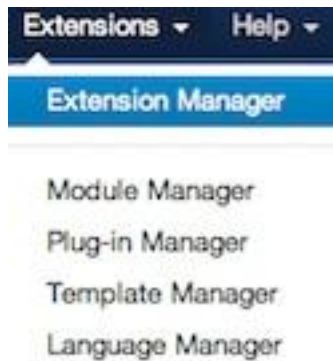 Extensions Help
Extension Manager
Module Manager
Plug-in Manager
Template Manager
Language Manager